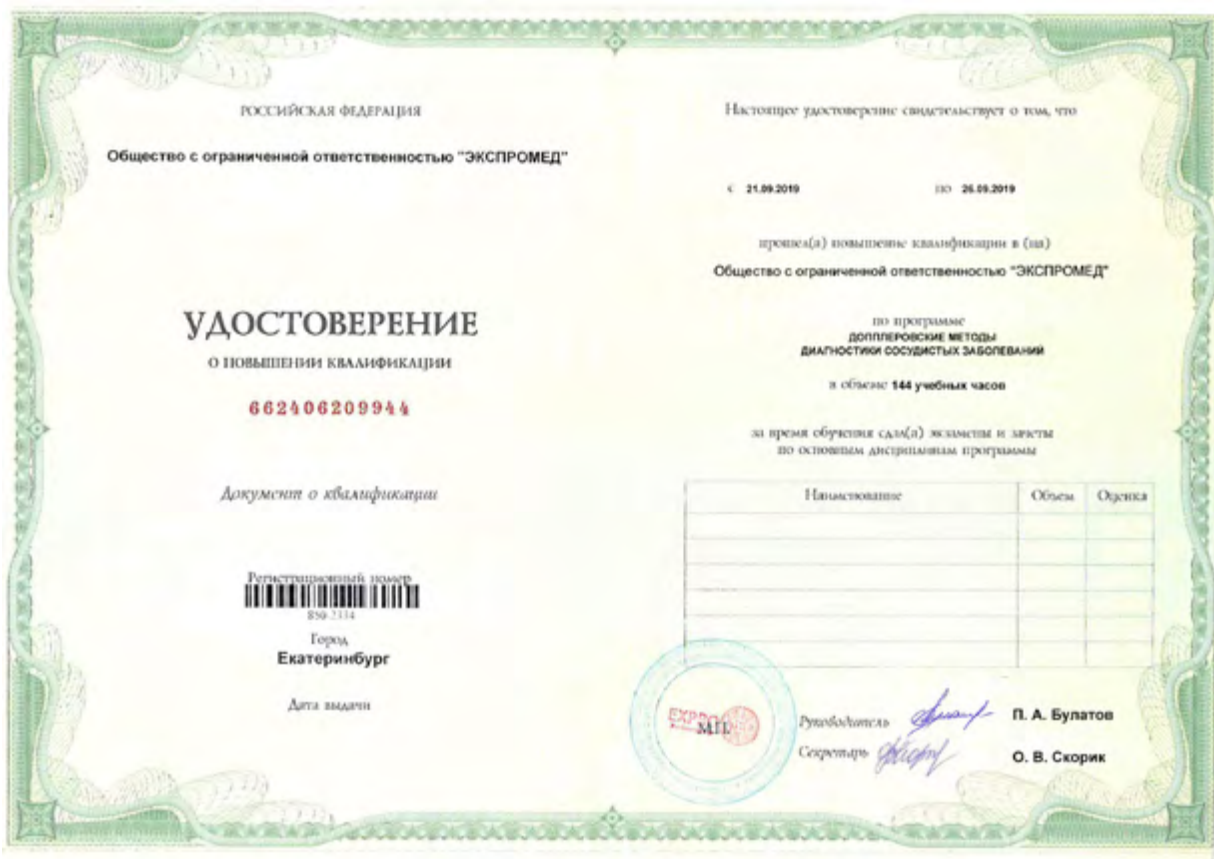 РОССИЙСКАЯ ФЕДЕРАЦИЯ
Общество с ограниченной ответственностью "ЭКСПРОМЕД"
УДОСТОВЕРЕНИЕ
О ПОВЫШЕНИИ КВАЛИФИКАЦИИ
662406209944
Документ о квалификации
Регистрационный номер
850-2334
Город
Екатеринбург
Дата выдачи
Настоящее удостоверение свидетельствует о том, что
с 21.09.2019 по 26.09.2019
прошел(а) повышение квалификации в (на)
Общество с ограниченной ответственностью "ЭКСПРОМЕД"
по программе
ДОППЛЕРОВСКИЕ МЕТОДЫ
ДИАГНОСТИКИ СОСУДИСТЫХ ЗАБОЛЕВАНИЙ
в объеме 144 учебных часов
за время обучения сдал(а) экзамены и зачеты
по основным дисциплинам программы
Наименование Объем Оценка
М.П.
Руководитель П. А. Булатов
Секретарь О. В. Скорик